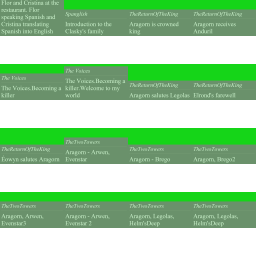 Flor and Cristina at the
restaurant .Flor
speaking Spanish and
Cristina translating
Spanish into English
Spanglish
Introduction to the
Clasky's family
TheReturnOfTheKing
Aragorn is crowned
king
TheReturnOfTheKing
Aragorn receives
Anduril
The Voices
The Voices.Becoming a
killer
The Voices
The Voices.Becoming a
killer.Welcome to my
world
TheReturnOfTheKing
Aragorn salutes Legolas
TheReturnOfTheKing
Elrond's farewell
TheReturnOfTheKing
Eowyn salutes Aragorn
TheTwoTowers
Aragorn - Arwen,
Evenstar
TheTwoTowers
Aragorn - Brego
TheTwoTowers
Aragorn, Brego2
TheTwoTowers
Aragorn, Arwen,
Evenstar3
TheTwoTowers
Aragorn - Arwen,
Evenstar 2
TheTwoTowers
Aragorn, Legolas,
Helm'sDeep
TheTwoTowers
Aragorn, Legolas,
Helm'sDeep